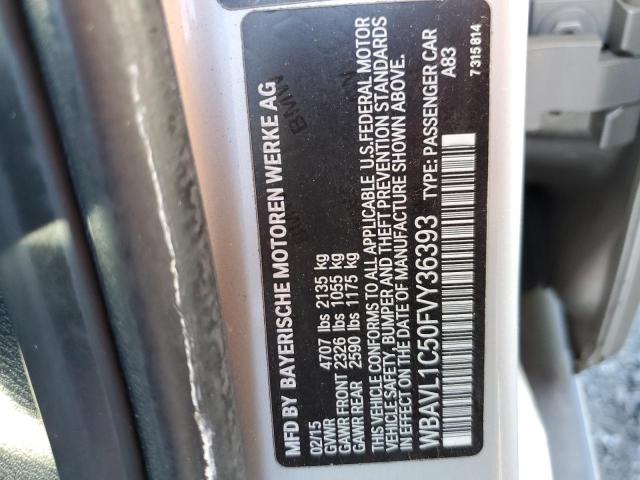 MFD BY BAYERISCHE MOTOREN WERKE AG
02/15
GVWR 4707 lbs 2135 kg
GAWR FRONT 2326 lbs 1055 kg
GAWR REAR 2590 lbs 1175 kg
THIS VEHICLE CONFORMS TO ALL APPLICABLE U.S. FEDERAL MOTOR
VEHICLE SAFETY, BUMPER AND THEFT PREVENTION STANDARDS
IN EFFECT ON THE DATE OF MANUFACTURE SHOWN ABOVE.
WBAVL1C50FVY36393 TYPE: PASSENGER CAR
A83
7 315 814
BMW